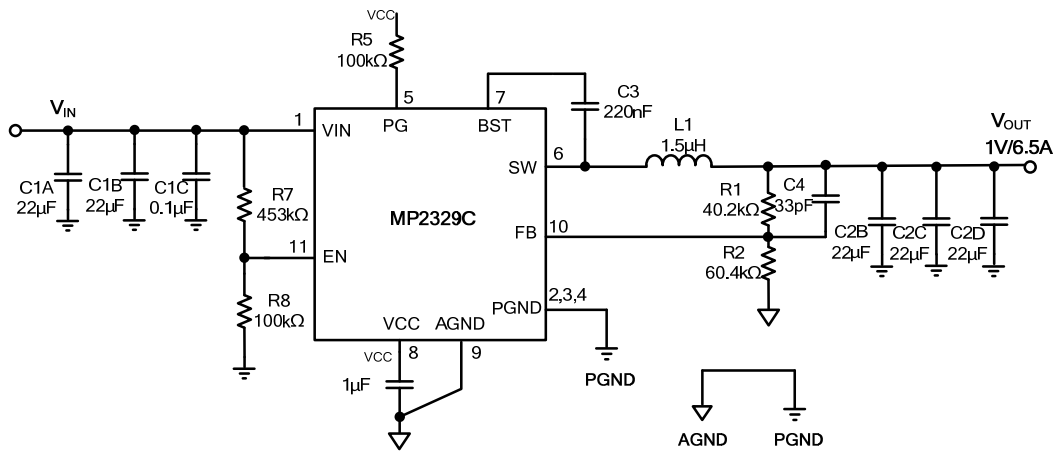 VCC
R5
100kΩ
5
7
C3
220nF
VIN
1
VIN
PG
BST
L1
1.5μH
VOUT
1V/6.5A
SW
6
C1A
22μF
C1B
22μF
C1C
0.1μF
R7
453kΩ
MP2329C
R1
40.2kΩ
C4
33pF
FB
10
11
EN
R2
60.4kΩ
C2B
22μF
C2C
22μF
C2D
22μF
R8
100kΩ
PGND
2,3,4
VCC
AGND
VCC
8
9
1μF
PGND
AGND
PGND